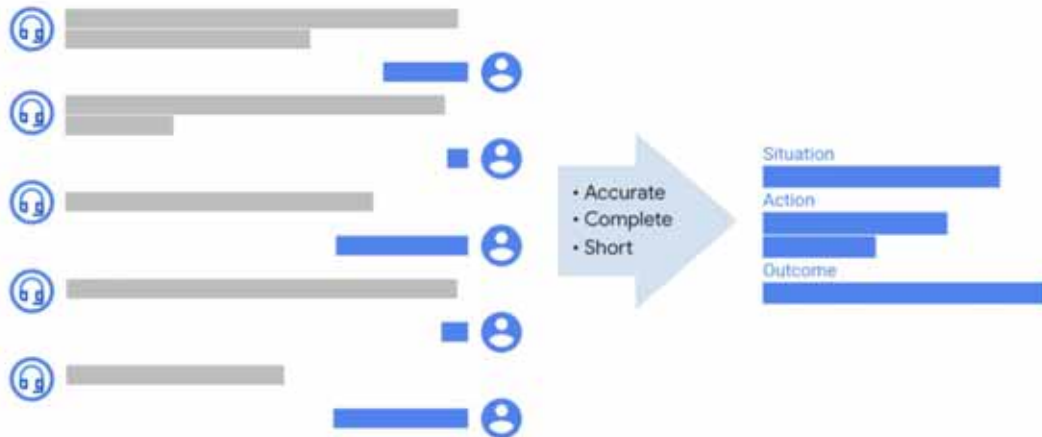 • Accurate
• Complete
• Short
Situation
Action
Outcome